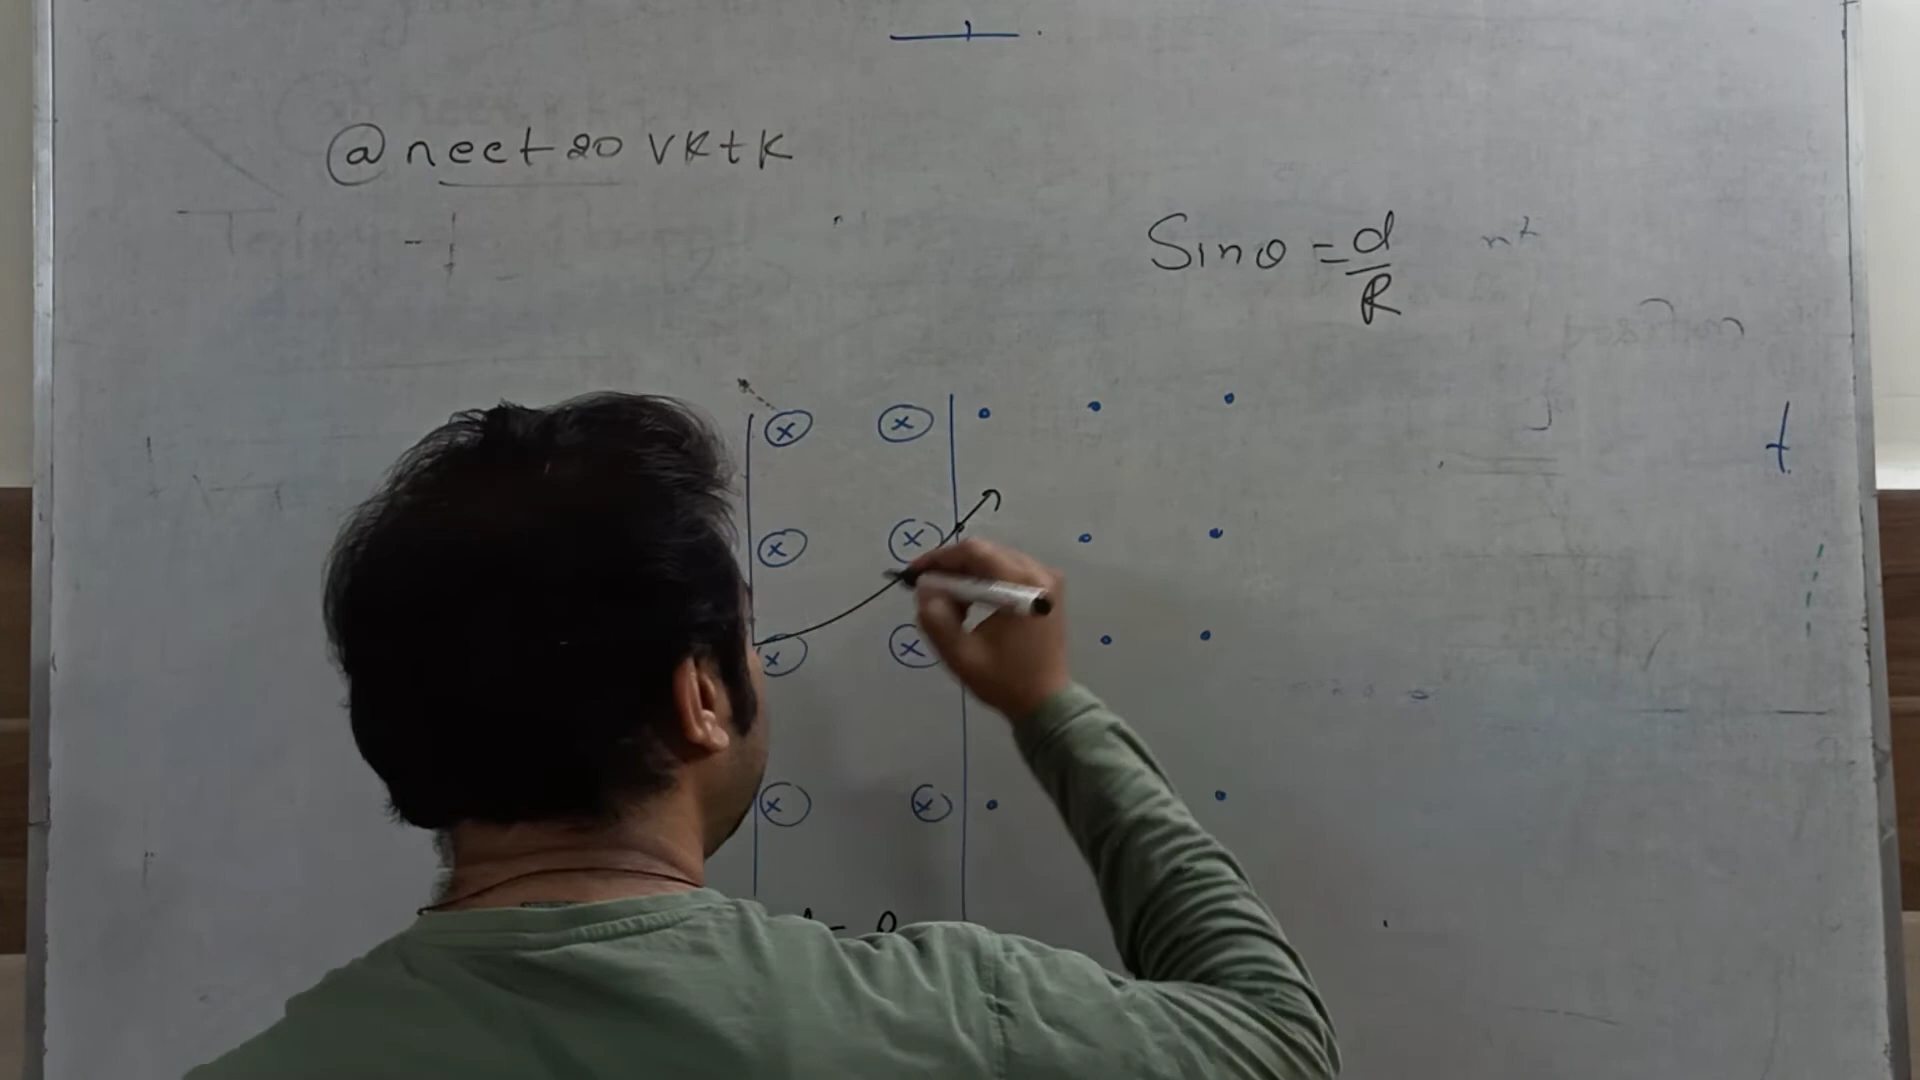 @neet20vktk
Sinθ = d/R
x x
x x
x x
x x